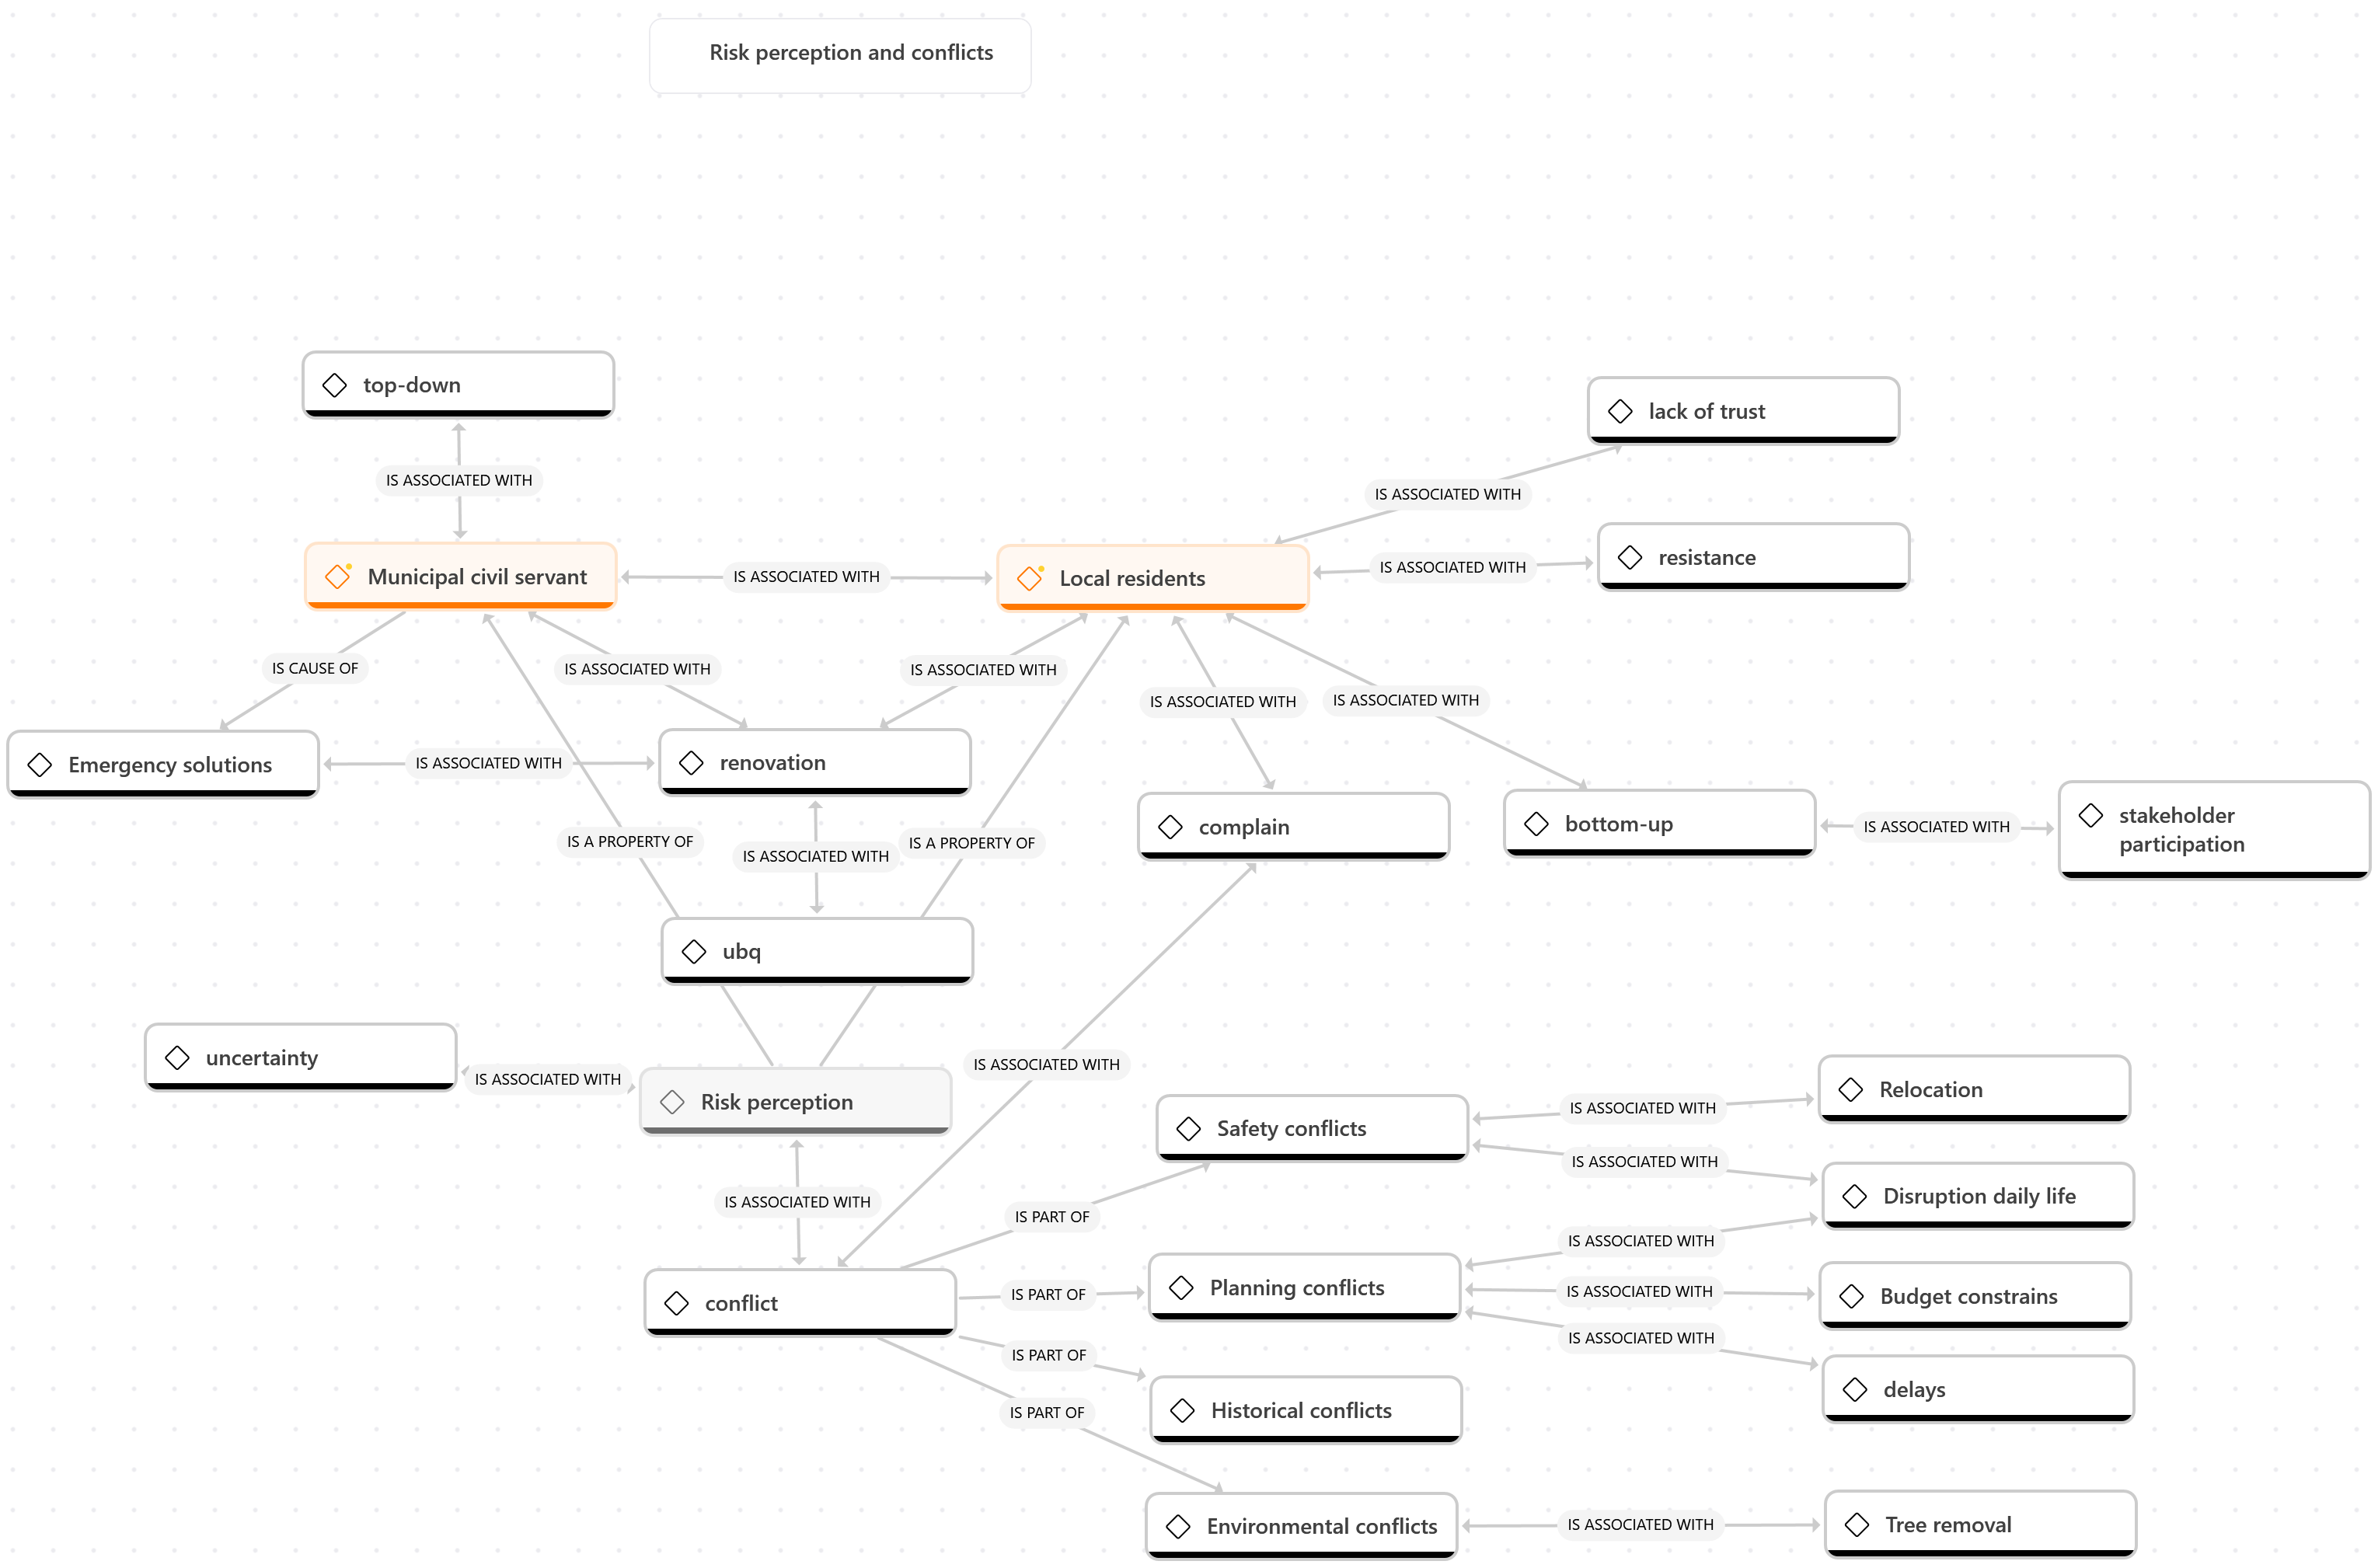 Risk perception and conflicts
top-down
lack of trust
IS ASSOCIATED WITH
IS ASSOCIATED WITH
Municipal civil servant
IS ASSOCIATED WITH
Local residents
IS ASSOCIATED WITH
resistance
IS CAUSE OF
IS ASSOCIATED WITH
IS ASSOCIATED WITH
IS ASSOCIATED WITH
IS ASSOCIATED WITH
Emergency solutions
IS ASSOCIATED WITH
renovation
complain
bottom-up
IS ASSOCIATED WITH
stakeholder
participation
IS A PROPERTY OF
IS ASSOCIATED WITH
IS A PROPERTY OF
ubq
uncertainty
IS ASSOCIATED WITH
Risk perception
IS ASSOCIATED WITH
Safety conflicts
IS ASSOCIATED WITH
Relocation
IS ASSOCIATED WITH
Disruption daily life
IS ASSOCIATED WITH
IS PART OF
IS ASSOCIATED WITH
conflict
IS PART OF
Planning conflicts
IS ASSOCIATED WITH
Budget constrains
IS ASSOCIATED WITH
delays
IS PART OF
Historical conflicts
IS PART OF
Environmental conflicts
IS ASSOCIATED WITH
Tree removal